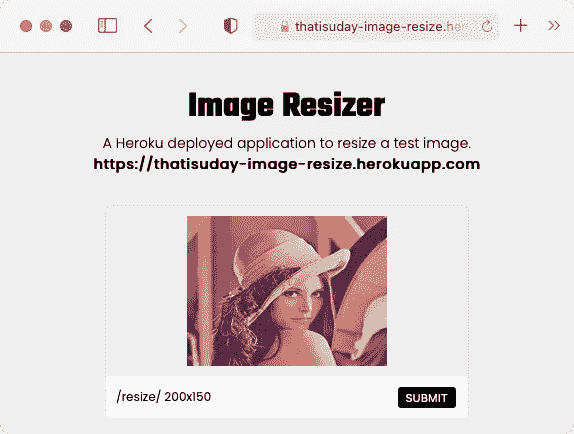 thatisuday-image-resize.her
Image Resizer
A Heroku deployed application to resize a test image.
https://thatisuday-image-resize.herokuapp.com
/resize/ 200x150
SUBMIT